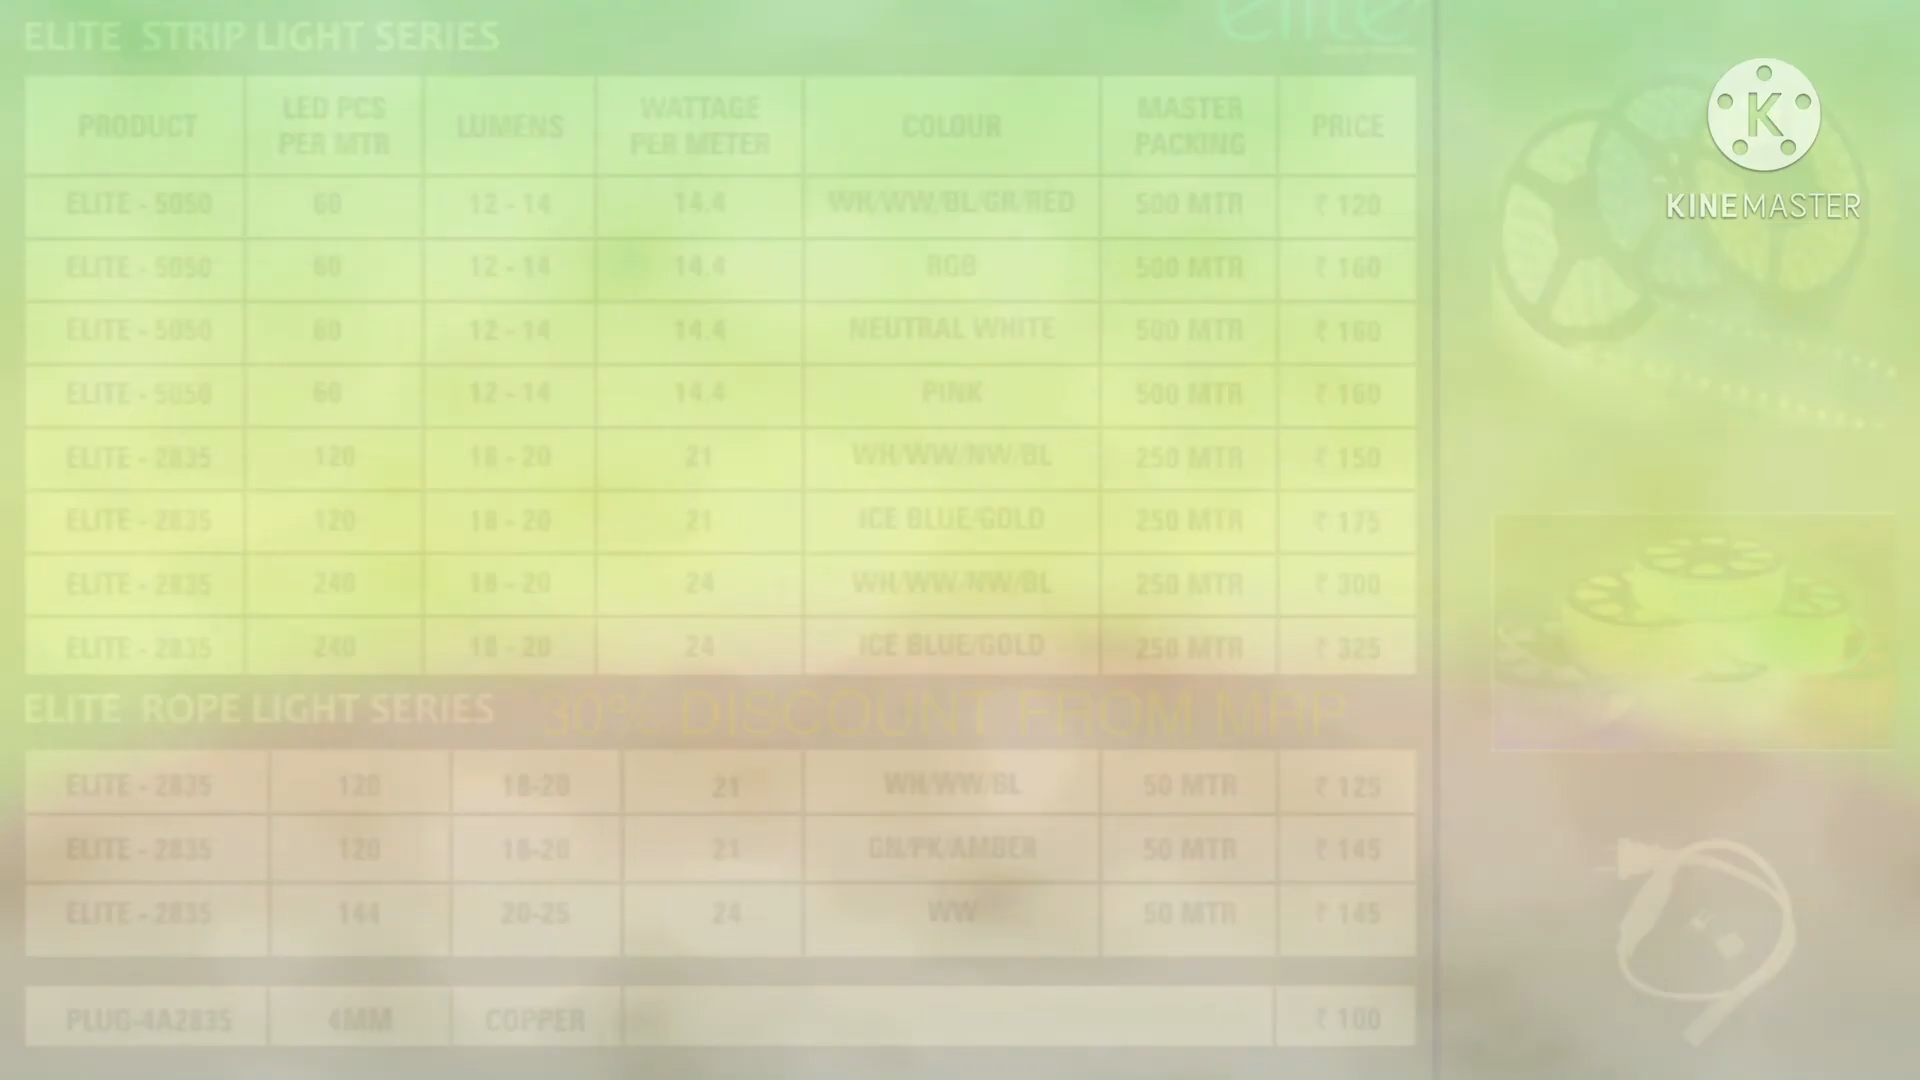 elite
ELITE STRIP LIGHT SERIES
KINEMASTER
PRODUCT LED PCS PER MTR LUMENS WATTAGE PER METER COLOUR MASTER PACKING PRICE
ELITE - 5050 60 12 - 14 14.4 WH/WW/BL/GR/RED 500 MTR ₹ 120
ELITE - 5050 60 12 - 14 14.4 RGB 500 MTR ₹ 160
ELITE - 5050 60 12 - 14 14.4 NEUTRAL WHITE 500 MTR ₹ 160
ELITE - 5050 60 12 - 14 14.4 PINK 500 MTR ₹ 160
ELITE - 2835 120 18 - 20 21 WH/WW/NW/BL 250 MTR ₹ 150
ELITE - 2835 120 18 - 20 21 ICE BLUE/GOLD 250 MTR ₹ 175
ELITE - 2835 240 18 - 20 24 WH/WW/NW/BL 250 MTR ₹ 300
ELITE - 2835 240 18 - 20 24 ICE BLUE/GOLD 250 MTR ₹ 325
ELITE ROPE LIGHT SERIES 30% DISCOUNT FROM MRP
ELITE - 2835 120 18-20 21 WH/WW/BL 50 MTR ₹ 125
ELITE - 2835 120 18-20 21 GR/PK/AMBER 50 MTR ₹ 145
ELITE - 2835 144 20-25 24 WW 50 MTR ₹ 145
PLUG-4A2835 4MM COPPER ₹ 100